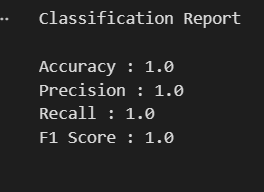 Classification Report
Accuracy : 1.0
Precision : 1.0
Recall : 1.0
F1 Score : 1.0